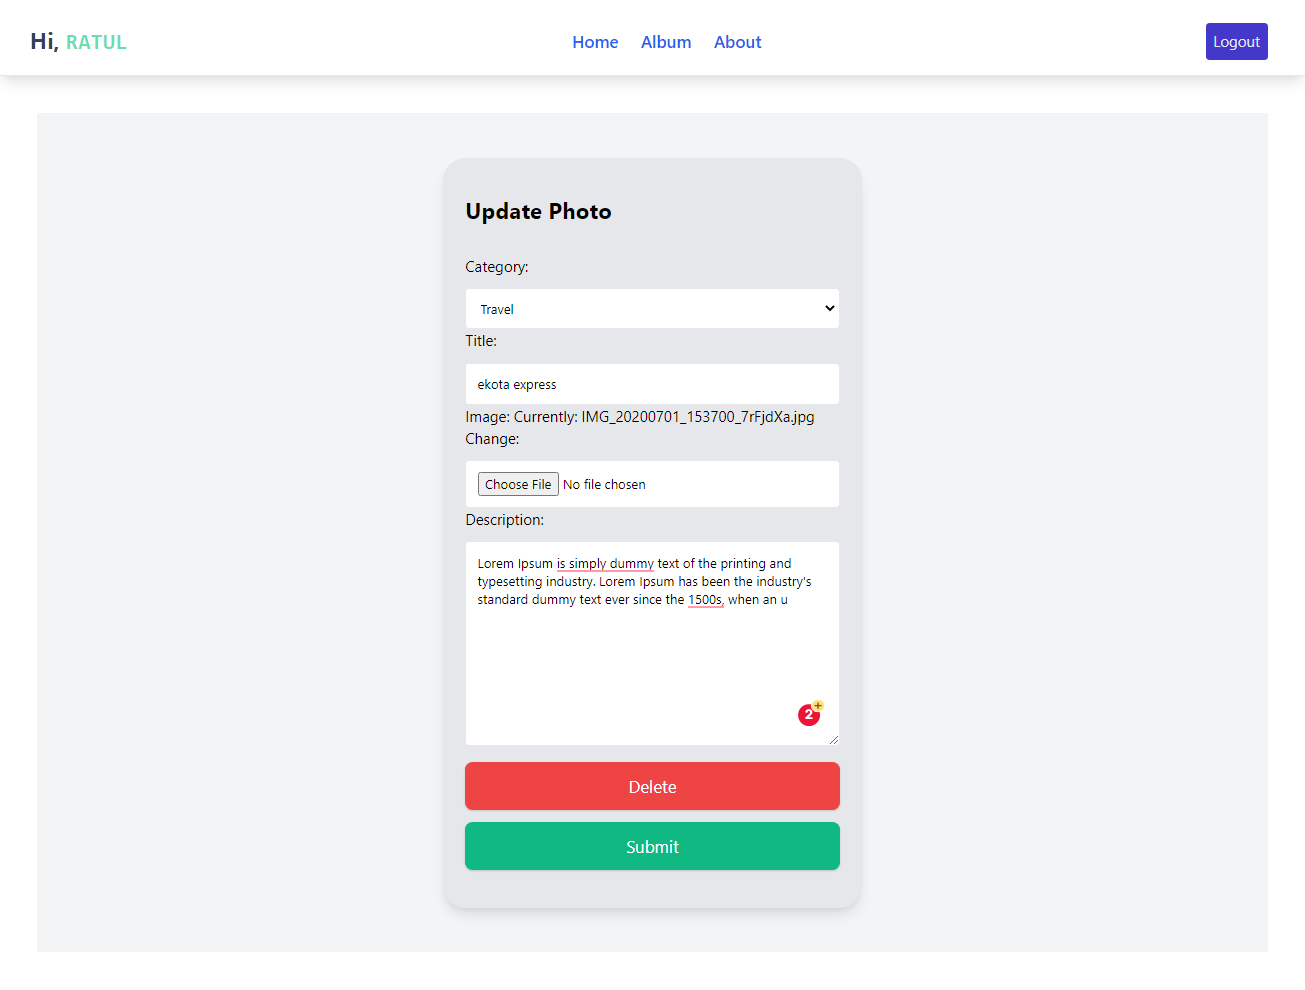 Hi, RATUL
Home Album About
Logout
Update Photo
Category:
Travel
Title:
ekota express
Image: Currently: IMG_20200701_153700_7rFjdXa.jpg
Change:
Choose File No file chosen
Description:
Lorem Ipsum is simply dummy text of the printing and
typesetting industry. Lorem Ipsum has been the industry's
standard dummy text ever since the 1500s, when an u
2+
Delete
Submit